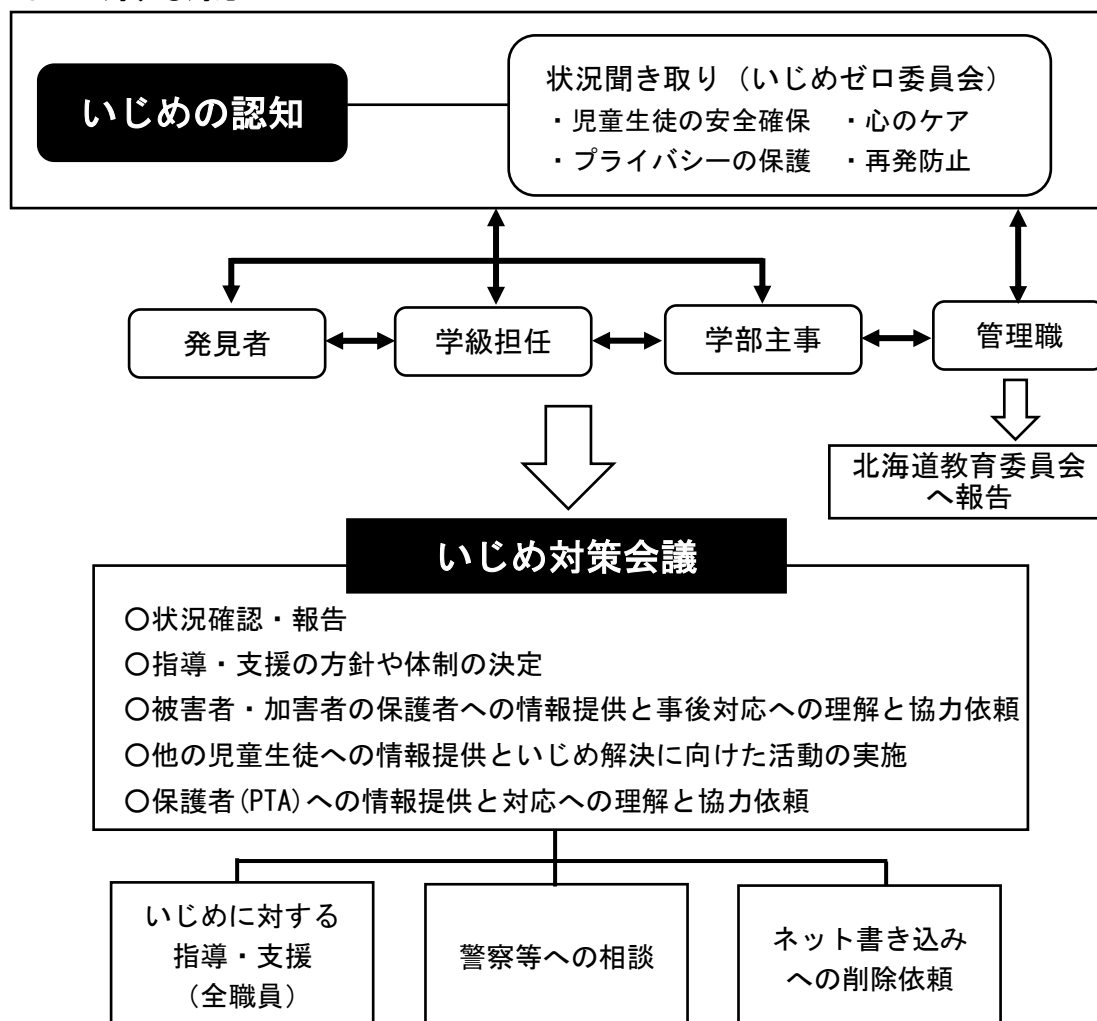 いじめの認知
状況聞き取り（いじめゼロ委員会）
・児童生徒の安全確保　・心のケア
・プライバシーの保護　・再発防止
発見者
学級担任
学部主事
管理職
北海道教育委員会
へ報告
いじめ対策会議
〇状況確認・報告
〇指導・支援の方針や体制の決定
〇被害者・加害者の保護者への情報提供と事後対応への理解と協力依頼
〇他の児童生徒への情報提供といじめ解決に向けた活動の実施
〇保護者(PTA)への情報提供と対応への理解と協力依頼
いじめに対する
指導・支援
（全職員）
警察等への相談
ネット書き込み
への削除依頼